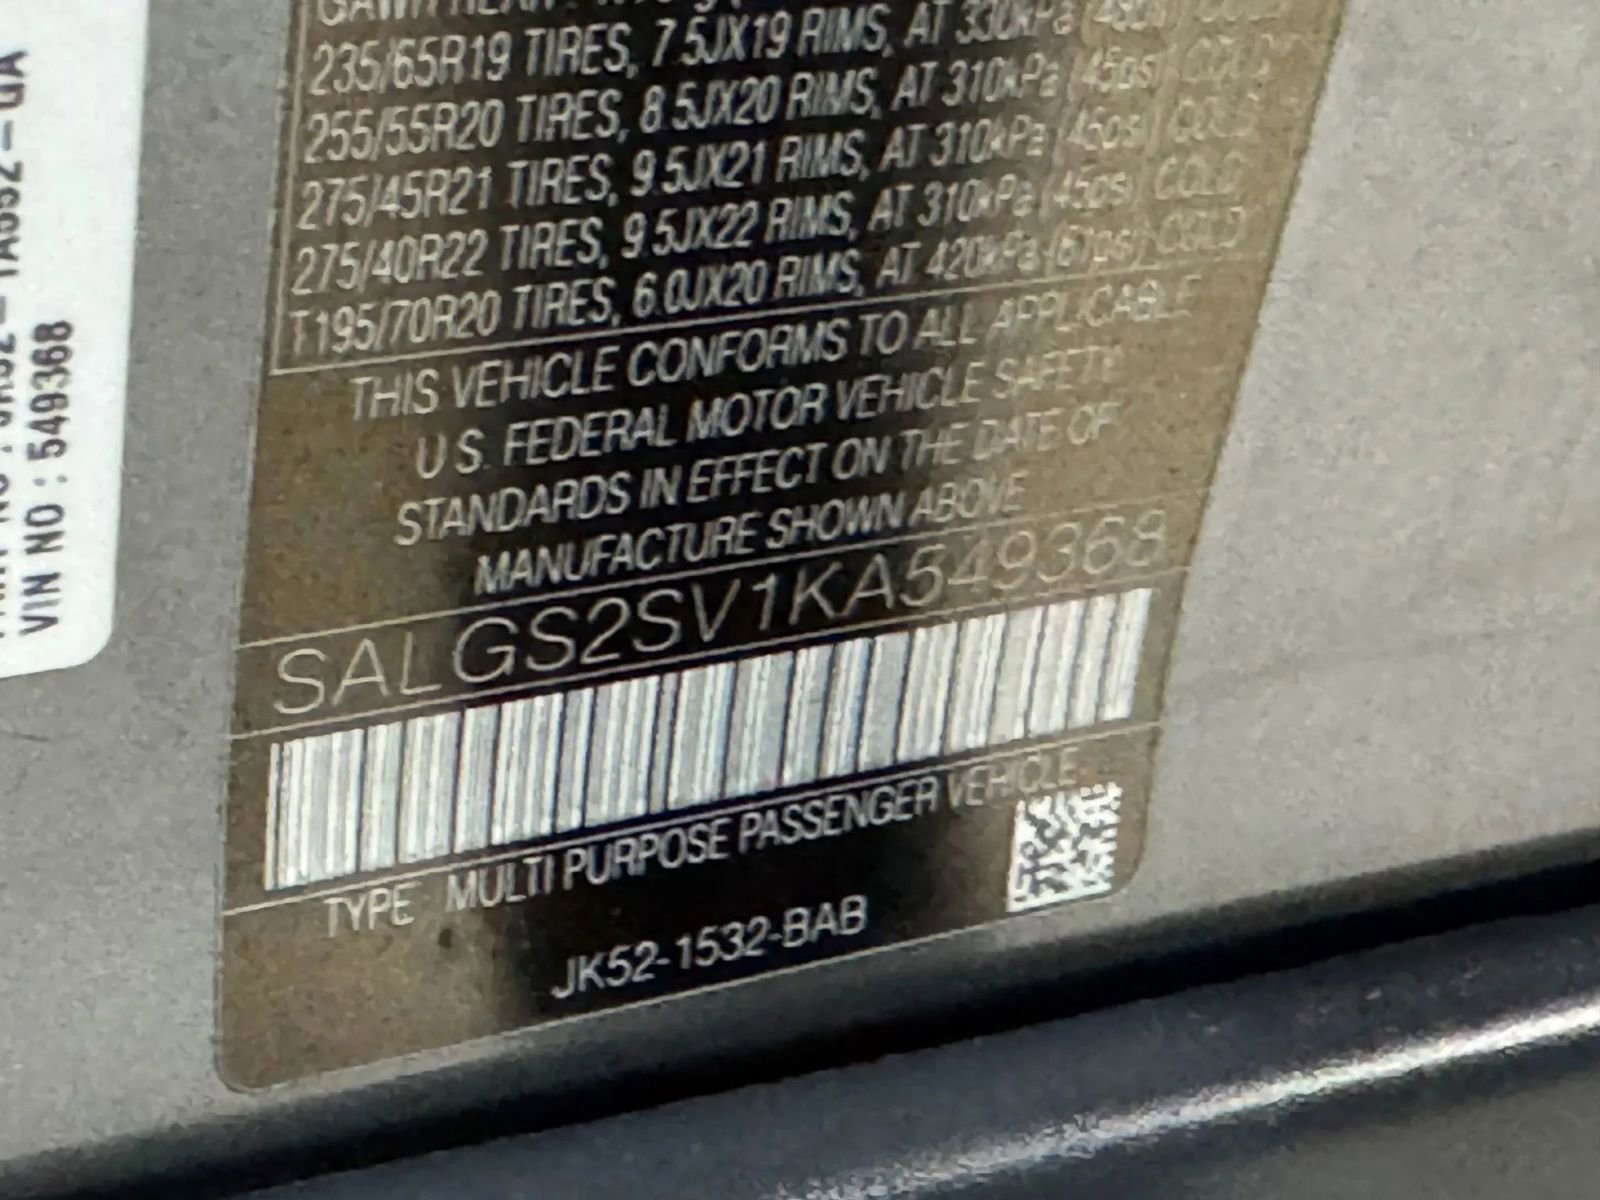 235/65R19 TIRES, 7.5JX19 RIMS, AT 330kPa (48psi) COLD
255/55R20 TIRES, 8.5JX20 RIMS, AT 310kPa (45psi) COLD
275/45R21 TIRES, 9.5JX21 RIMS, AT 310kPa (45psi) COLD
275/40R22 TIRES, 9.5JX22 RIMS, AT 310kPa (45psi) COLD
T195/70R20 TIRES, 6.0JX20 RIMS, AT 420kPa (61psi) COLD
THIS VEHICLE CONFORMS TO ALL APPLICABLE
U.S. FEDERAL MOTOR VEHICLE SAFETY
STANDARDS IN EFFECT ON THE DATE OF
MANUFACTURE SHOWN ABOVE
SALGS2SV1KA549368
TYPE MULTI PURPOSE PASSENGER VEHICLE
JK52-1532-BAB
VIN NO : 549368